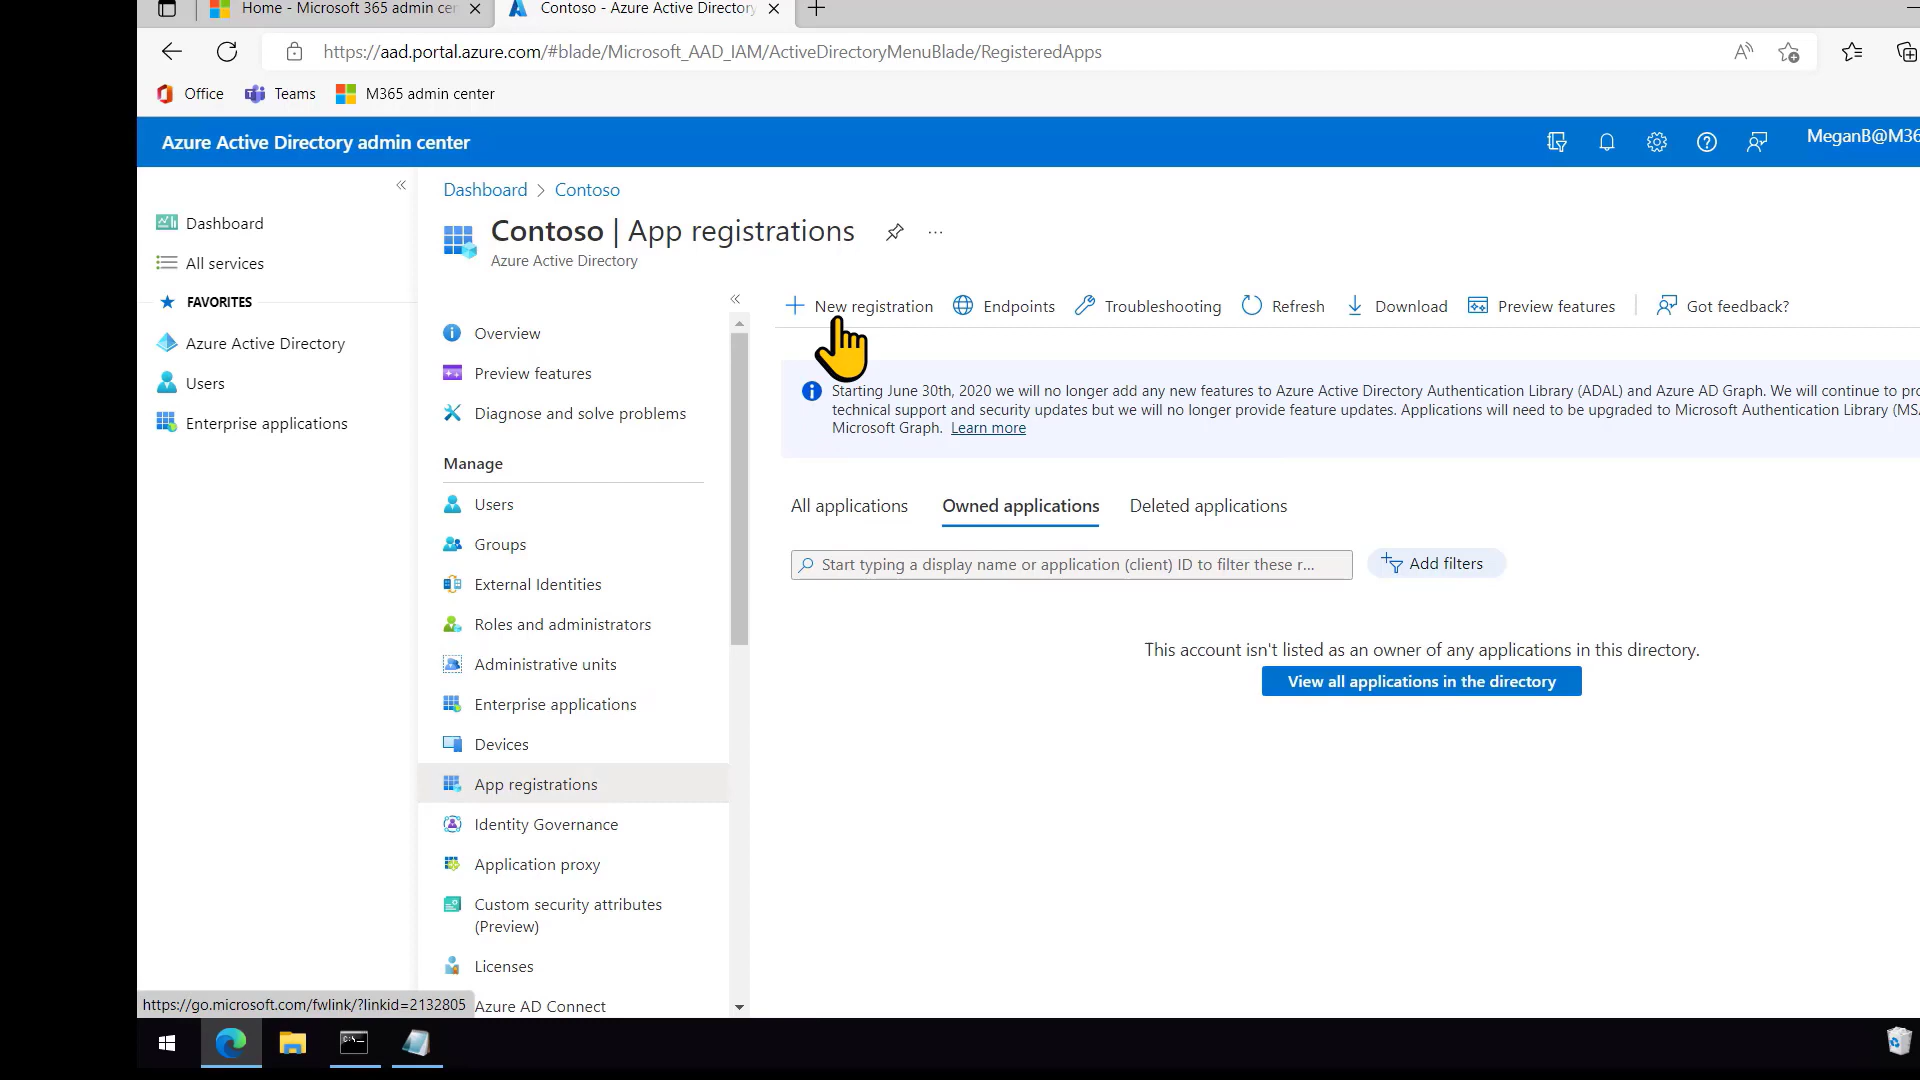 Home - Microsoft 365 admin cen
Contoso - Azure Active Directory
https://aad.portal.azure.com/#blade/Microsoft_AAD_IAM/ActiveDirectoryMenuBlade/RegisteredApps
Office
Teams
M365 admin center
Azure Active Directory admin center
MeganB@M36
Dashboard
All services
FAVORITES
Azure Active Directory
Users
Enterprise applications
Dashboard > Contoso
Contoso | App registrations
Azure Active Directory
Overview
Preview features
Diagnose and solve problems
Manage
Users
Groups
External Identities
Roles and administrators
Administrative units
Enterprise applications
Devices
App registrations
Identity Governance
Application proxy
Custom security attributes
(Preview)
Licenses
Azure AD Connect
New registration
Endpoints
Troubleshooting
Refresh
Download
Preview features
Got feedback?
Starting June 30th, 2020 we will no longer add any new features to Azure Active Directory Authentication Library (ADAL) and Azure AD Graph. We will continue to pro
technical support and security updates but we will no longer provide feature updates. Applications will need to be upgraded to Microsoft Authentication Library (MSA
Microsoft Graph. Learn more
All applications
Owned applications
Deleted applications
Start typing a display name or application (client) ID to filter these r...
Add filters
This account isn't listed as an owner of any applications in this directory.
View all applications in the directory
https://go.microsoft.com/fwlink/?linkid=2132805